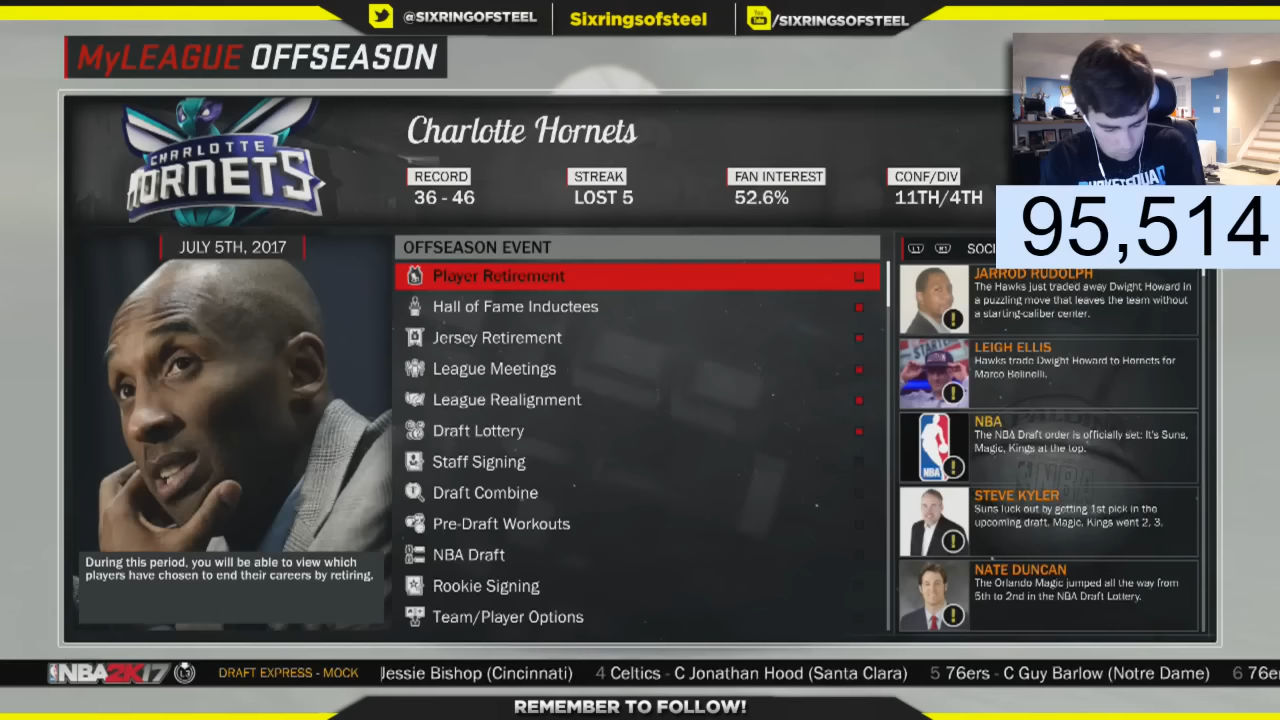 @SIXRINGSOFSTEEL
Sixringsofsteel
You Tube
/SIXRINGSOFSTEEL
MyLEAGUE OFFSEASON
CHARLOTTE
HORNETS
Charlotte Hornets
RECORD
36 - 46
STREAK
LOST 5
FAN INTEREST
52.6%
CONF/DIV
11TH/4TH
95,514
JULY 5TH, 2017
During this period, you will be able to view which
players have chosen to end their careers by retiring.
OFFSEASON EVENT
Player Retirement
Hall of Fame Inductees
Jersey Retirement
League Meetings
League Realignment
Draft Lottery
Staff Signing
Draft Combine
Pre-Draft Workouts
NBA Draft
Rookie Signing
Team/Player Options
L1 R1 SOCI
JARROD RUDOLPH
The Hawks just traded away Dwight Howard in
a puzzling move that leaves the team without
a starting-caliber center.
LEIGH ELLIS
Hawks trade Dwight Howard to Hornets for
Marco Belinelli.
NBA
The NBA Draft order is officially set: It's Suns,
Magic, Kings at the top.
NBA
STEVE KYLER
Suns luck out by getting 1st pick in the
upcoming draft. Magic, Kings went 2, 3.
NATE DUNCAN
The Orlando Magic jumped all the way from
5th to 2nd in the NBA Draft Lottery.
NBA2K17 L3 DRAFT EXPRESS - MOCK Jessie Bishop (Cincinnati) 4 Celtics - C Jonathan Hood (Santa Clara) 5 76ers - C Guy Barlow (Notre Dame) 6 76e
REMEMBER TO FOLLOW!